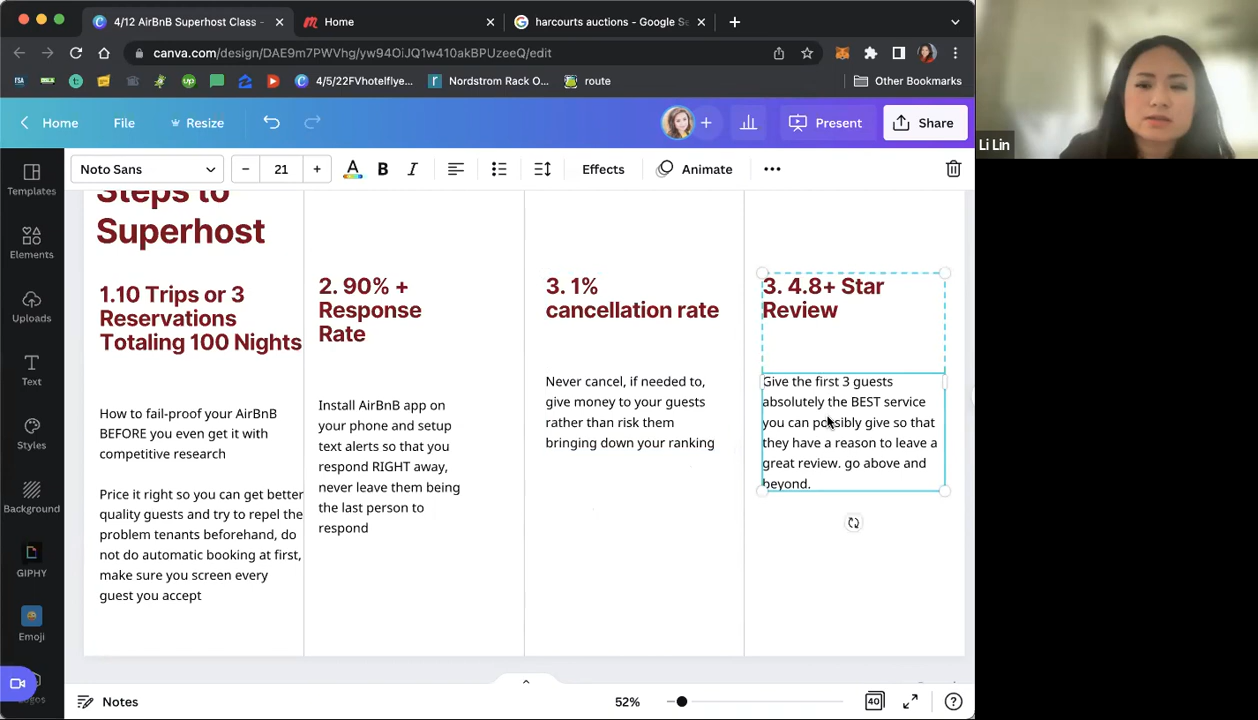 4/12 AirBnB Superhost Class -
Home
harcourts auctions - Google Se
canva.com/design/DAE9m7PWVhg/yw94OiJQ1w410akBPUzeeQ/edit
4/5/22FVhotelflye...
Nordstrom Rack O...
route
Other Bookmarks
Home
File
Resize
Present
Share
Li Lin
Noto Sans
21
Effects
Animate
Templates
Elements
Uploads
Text
Styles
Background
GIPHY
Emoji
Steps to
Superhost
1.10 Trips or 3
Reservations
Totaling 100 Nights
How to fail-proof your AirBnB
BEFORE you even get it with
competitive research
Price it right so you can get better
quality guests and try to repel the
problem tenants beforehand, do
not do automatic booking at first,
make sure you screen every
guest you accept
2. 90% +
Response
Rate
Install AirBnB app on
your phone and setup
text alerts so that you
respond RIGHT away,
never leave them being
the last person to
respond
3. 1%
cancellation rate
Never cancel, if needed to,
give money to your guests
rather than risk them
bringing down your ranking
3. 4.8+ Star
Review
Give the first 3 guests
absolutely the BEST service
you can possibly give so that
they have a reason to leave a
great review. go above and
beyond.
Notes
52%
40